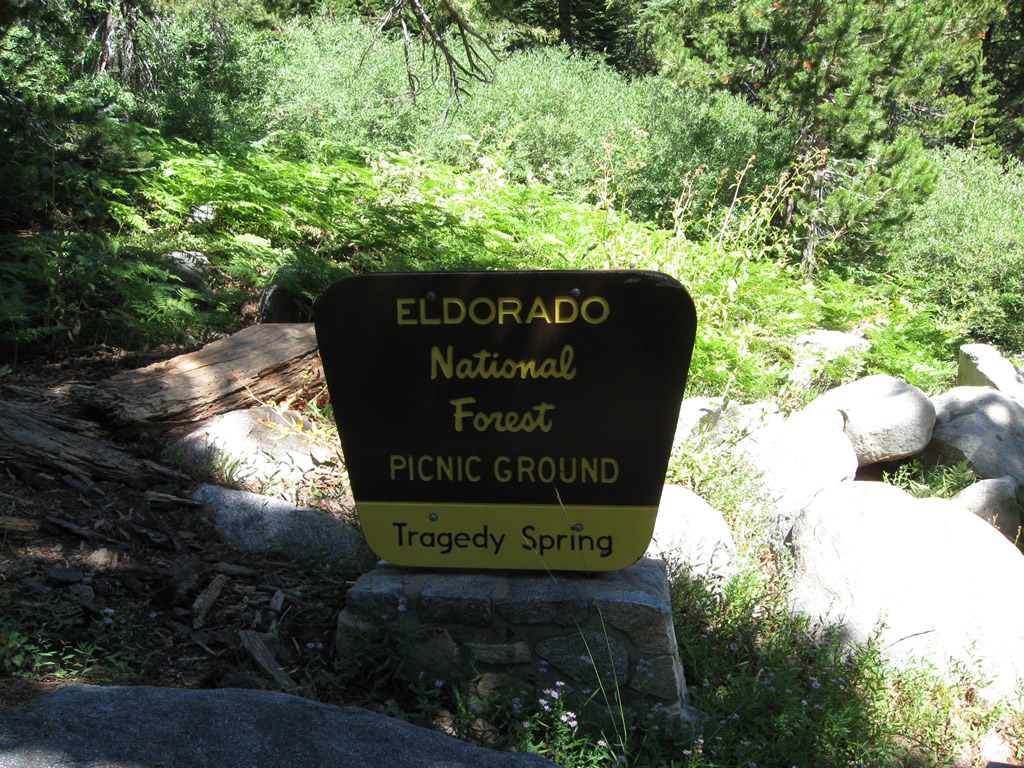 ELDORADO
National
Forest
PICNIC GROUND
Tragedy Spring